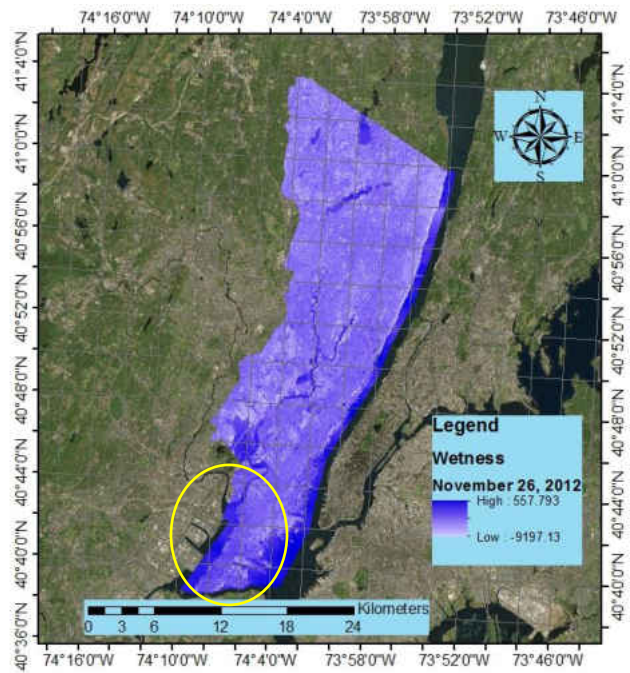 74°16'0"W 74°10'0"W 74°4'0"W 73°58'0"W 73°52'0"W 73°46'0"W
41°4'0"N
41°0'0"N
40°56'0"N
40°52'0"N
40°48'0"N
40°44'0"N
40°40'0"N
40°36'0"N
41°4'0"N
41°0'0"N
40°56'0"N
40°52'0"N
40°48'0"N
40°44'0"N
40°40'0"N
N
W E
S
Legend
Wetness
November 26, 2012
High : 557.793
Low : -9197.13
Kilometers
0 3 6 12 18 24
74°16'0"W 74°10'0"W 74°4'0"W 73°58'0"W 73°52'0"W 73°46'0"W